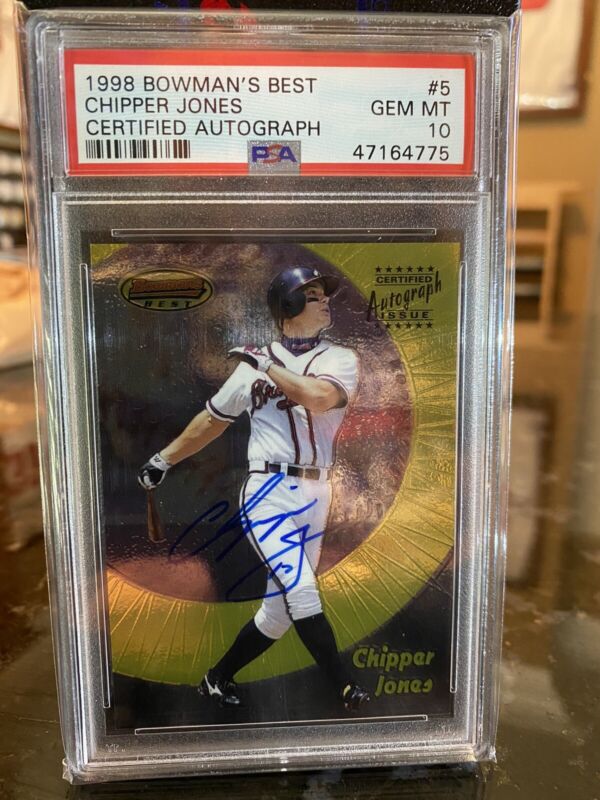 1998 BOWMAN'S BEST #5
CHIPPER JONES GEM MT
CERTIFIED AUTOGRAPH 10
PSA 47164775
Bowman's
BEST
CERTIFIED
Autograph
ISSUE
Chipper
Jones